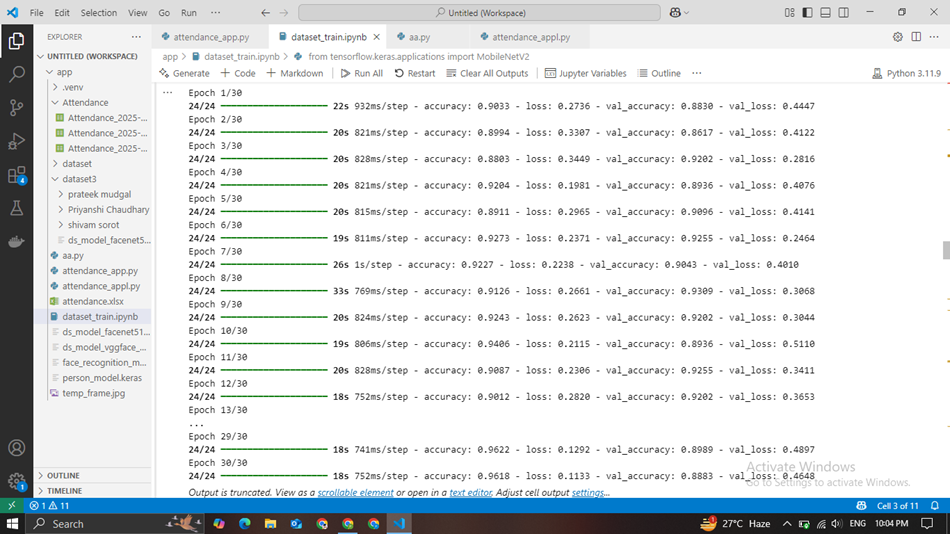 File Edit Selection View Go Run ··· ← → Untitled (Workspace)
EXPLORER ···
UNTITLED (WORKSPACE)
app
.venv
Attendance
Attendance_2025-...
Attendance_2025-...
Attendance_2025-...
dataset
dataset3
prateek mudgal
Priyanshi Chaudhary
shivam sorot
ds_model_facenet5...
aa.py
attendance_app.py
attendance_appl.py
attendance.xlsx
dataset_train.ipynb
ds_model_facenet51...
ds_model_vggface_...
face_recognition_m...
person_model.keras
temp_frame.jpg
OUTLINE
TIMELINE
4
1
attendance_app.py dataset_train.ipynb × aa.py attendance_appl.py
app > dataset_train.ipynb > from tensorflow.keras.applications import MobileNetV2
Generate + Code + Markdown Run All Restart Clear All Outputs Jupyter Variables Outline ··· Python 3.11.9
··· Epoch 1/30
24/24 22s 932ms/step - accuracy: 0.9033 - loss: 0.2736 - val_accuracy: 0.8830 - val_loss: 0.4447
Epoch 2/30
24/24 20s 821ms/step - accuracy: 0.8994 - loss: 0.3307 - val_accuracy: 0.8617 - val_loss: 0.4122
Epoch 3/30
24/24 20s 828ms/step - accuracy: 0.8803 - loss: 0.3449 - val_accuracy: 0.9202 - val_loss: 0.2816
Epoch 4/30
24/24 20s 821ms/step - accuracy: 0.9204 - loss: 0.1981 - val_accuracy: 0.8936 - val_loss: 0.4076
Epoch 5/30
24/24 20s 815ms/step - accuracy: 0.8911 - loss: 0.2965 - val_accuracy: 0.9096 - val_loss: 0.4141
Epoch 6/30
24/24 19s 811ms/step - accuracy: 0.9273 - loss: 0.2371 - val_accuracy: 0.9255 - val_loss: 0.2464
Epoch 7/30
24/24 26s 1s/step - accuracy: 0.9227 - loss: 0.2238 - val_accuracy: 0.9043 - val_loss: 0.4010
Epoch 8/30
24/24 33s 769ms/step - accuracy: 0.9126 - loss: 0.2661 - val_accuracy: 0.9309 - val_loss: 0.3068
Epoch 9/30
24/24 20s 824ms/step - accuracy: 0.9243 - loss: 0.2623 - val_accuracy: 0.9202 - val_loss: 0.3044
Epoch 10/30
24/24 19s 806ms/step - accuracy: 0.9406 - loss: 0.2115 - val_accuracy: 0.8936 - val_loss: 0.5110
Epoch 11/30
24/24 20s 828ms/step - accuracy: 0.9087 - loss: 0.2306 - val_accuracy: 0.9255 - val_loss: 0.3411
Epoch 12/30
24/24 18s 752ms/step - accuracy: 0.9012 - loss: 0.2820 - val_accuracy: 0.9202 - val_loss: 0.3653
Epoch 13/30
...
Epoch 29/30
24/24 18s 741ms/step - accuracy: 0.9622 - loss: 0.1292 - val_accuracy: 0.8989 - val_loss: 0.4897
Epoch 30/30
24/24 18s 752ms/step - accuracy: 0.9618 - loss: 0.1133 - val_accuracy: 0.8883 - val_loss: 0.4648
Output is truncated. View as a scrollable element or open in a text editor. Adjust cell output settings...
Activate Windows
Go to Settings to activate Windows.
1 11 Cell 3 of 11
Search 27°C Haze ENG 10:04 PM